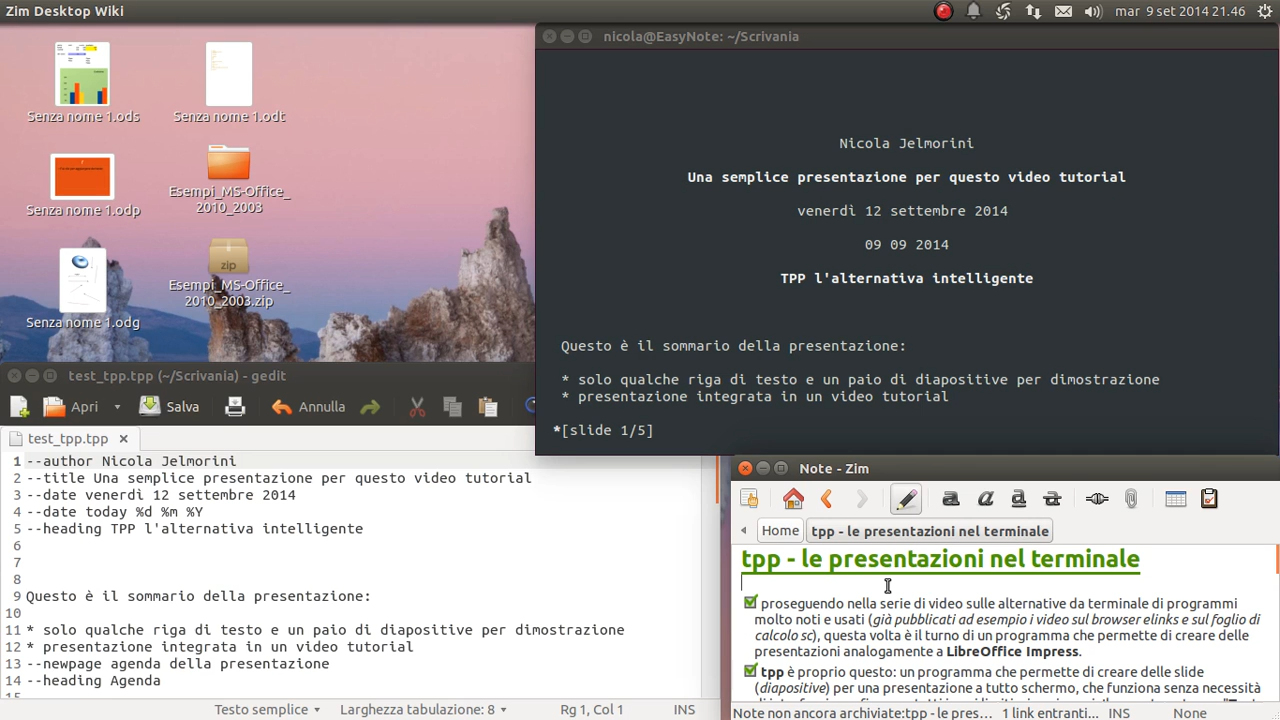 Zim Desktop Wiki
mar 9 set 2014 21.46
Senza nome 1.ods
Senza nome 1.odt
Senza nome 1.odp
Esempi_MS-Office_
2010_2003
Senza nome 1.odg
zip
Esempi_MS-Office_
2010_2003.zip
nicola@EasyNote: ~/Scrivania
Nicola Jelmorini
Una semplice presentazione per questo video tutorial
venerdì 12 settembre 2014
09 09 2014
TPP l'alternativa intelligente
Questo è il sommario della presentazione:
* solo qualche riga di testo e un paio di diapositive per dimostrazione
* presentazione integrata in un video tutorial
*[slide 1/5]
test_tpp.tpp (~/Scrivania) - gedit
Apri
Salva
Annulla
test_tpp.tpp
1 --author Nicola Jelmorini
2 --title Una semplice presentazione per questo video tutorial
3 --date venerdì 12 settembre 2014
4 --date today %d %m %Y
5 --heading TPP l'alternativa intelligente
6
7
8
9 Questo è il sommario della presentazione:
10
11 * solo qualche riga di testo e un paio di diapositive per dimostrazione
12 * presentazione integrata in un video tutorial
13 --newpage agenda della presentazione
14 --heading Agenda
Testo semplice
Larghezza tabulazione: 8
Rg 1, Col 1
INS
Note - Zim
Home
tpp - le presentazioni nel terminale
tpp - le presentazioni nel terminale
proseguendo nella serie di video sulle alternative da terminale di programmi
molto noti e usati (già pubblicati ad esempio i video sul browser elinks e sul foglio di
calcolo sc), questa volta è il turno di un programma che permette di creare delle
presentazioni analogamente a LibreOffice Impress.
tpp è proprio questo: un programma che permette di creare delle slide
(diapositive) per una presentazione a tutto schermo, che funziona senza necessità
Note non ancora archiviate:tpp - le pres...
1 link entranti...
INS
None